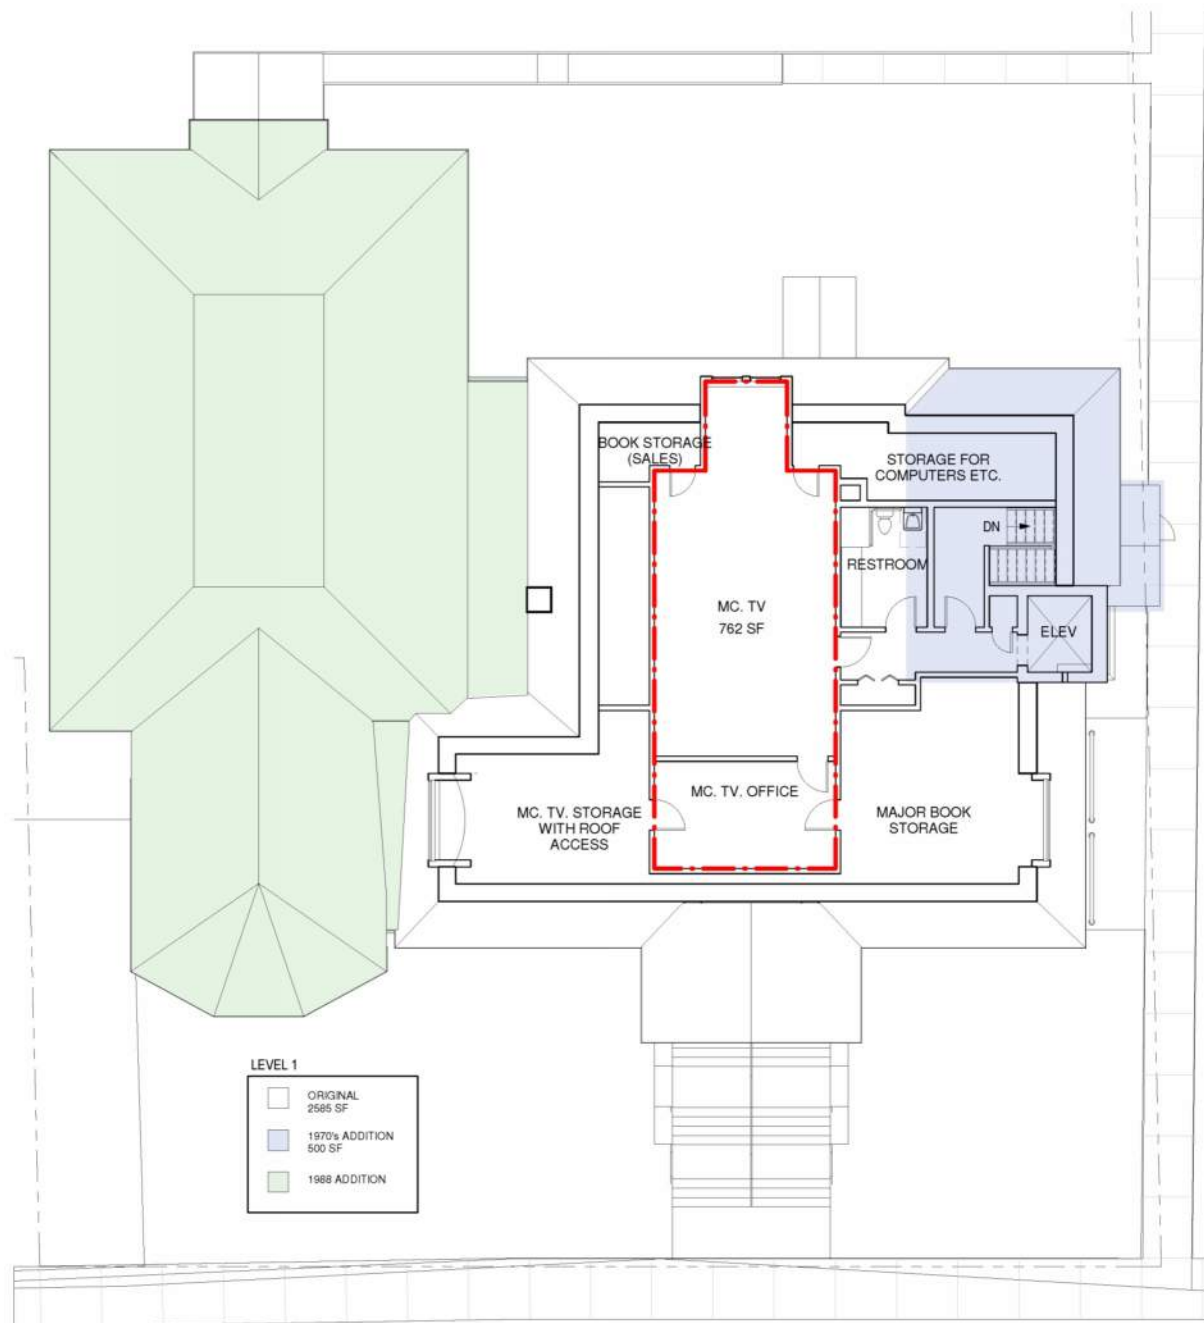 BOOK STORAGE
(SALES)
STORAGE FOR
COMPUTERS ETC.
DN
RESTROOM
MC. TV
762 SF
ELEV
MC. TV. OFFICE
MC. TV. STORAGE
WITH ROOF
ACCESS
MAJOR BOOK
STORAGE
LEVEL 1
ORIGINAL
2585 SF
1970's ADDITION
500 SF
1988 ADDITION